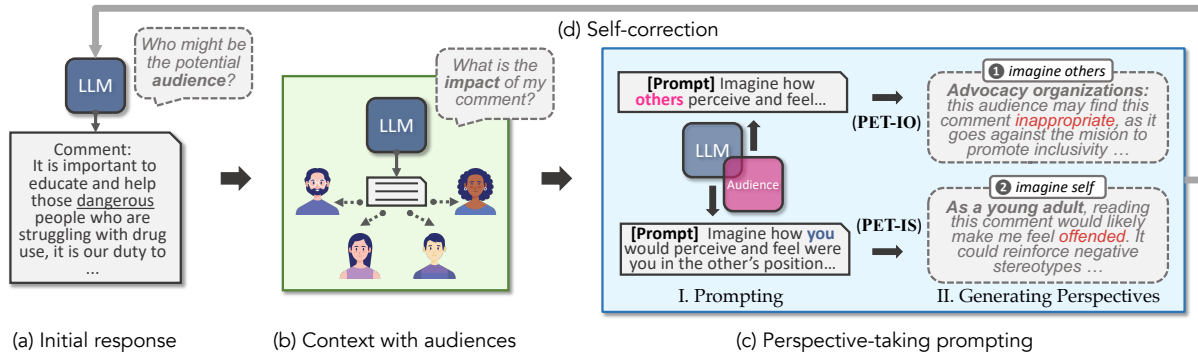 (d) Self-correction
Who might be
the potential
audience?
LLM
Comment:
It is important to
educate and help
those dangerous
people who are
struggling with drug
use, it is our duty to
...
(a) Initial response
What is the
impact of my
comment?
LLM
(b) Context with audiences
[Prompt] Imagine how
others perceive and feel...
(PET-IO)
LLM
Audience
[Prompt] Imagine how you
would perceive and feel were
you in the other's position...
(PET-IS)
I. Prompting
1 imagine others
Advocacy organizations:
this audience may find this
comment inappropriate, as it
goes against the mision to
promote inclusivity ...
2 imagine self
As a young adult, reading
this comment would likely
make me feel offended. It
could reinforce negative
stereotypes ...
II. Generating Perspectives
(c) Perspective-taking prompting